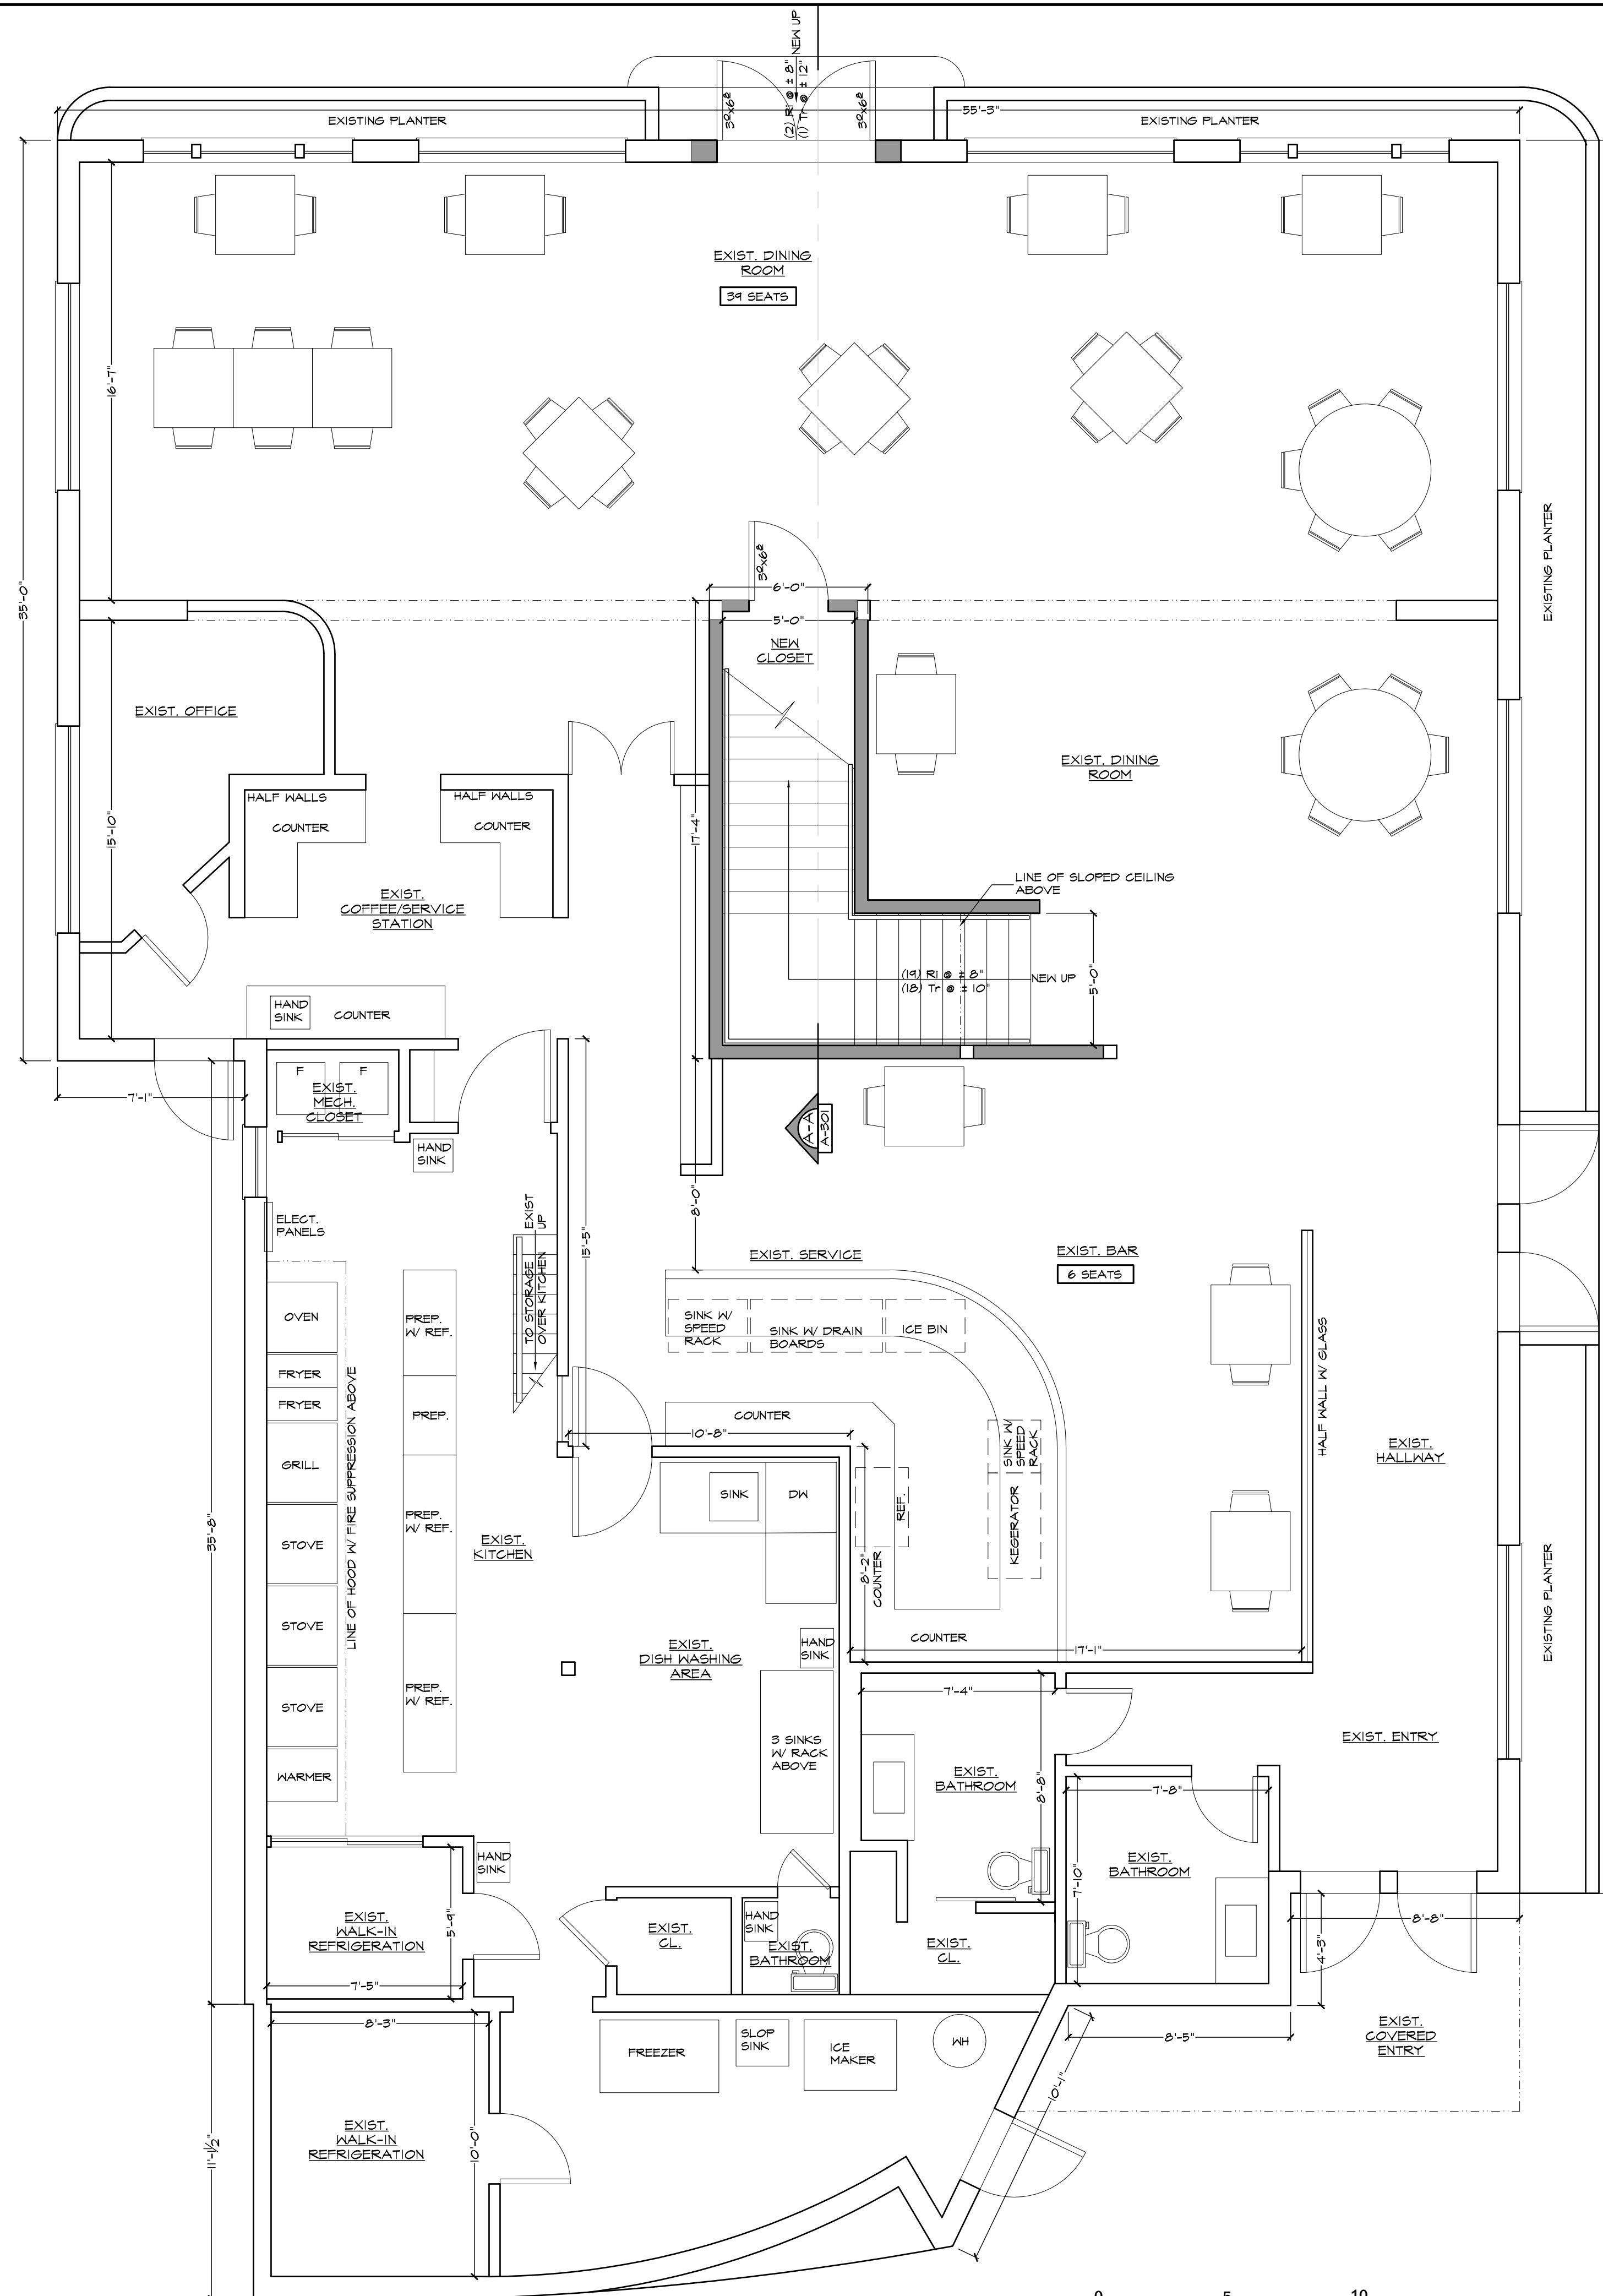 NEW UP
(2) Ri @ ± 8"
(1) Tr @ ± 12"
3⁰x6⁸
3⁰x6⁸
55'-3"
EXISTING PLANTER
EXISTING PLANTER
EXIST. DINING
ROOM
39 SEATS
16'-7"
35'-0"
EXISTING PLANTER
3⁰x6⁸
6'-0"
5'-0"
NEW
CLOSET
EXIST. OFFICE
EXIST. DINING
ROOM
HALF WALLS
COUNTER
HALF WALLS
COUNTER
15'-10"
17'-4"
LINE OF SLOPED CEILING
ABOVE
EXIST.
COFFEE/SERVICE
STATION
(19) Ri @ ± 8"
(18) Tr @ ± 10"
NEW UP
5'-0"
HAND
SINK
COUNTER
F
F
EXIST.
MECH.
CLOSET
7'-1"
A-A
A-301
HAND
SINK
8'-0"
ELECT.
PANELS
EXIST
UP
TO STORAGE
OVER KITCHEN
15'-5"
EXIST. SERVICE
EXIST. BAR
6 SEATS
OVEN
PREP.
W/ REF.
SINK W/
SPEED
RACK
SINK W/ DRAIN
BOARDS
ICE BIN
HALF WALL W/ GLASS
FRYER
FRYER
PREP.
LINE OF HOOD W/ FIRE SUPPRESSION ABOVE
COUNTER
10'-8"
SINK W/
SPEED
RACK
EXIST.
HALLWAY
GRILL
SINK
DW
REF.
KEGERATOR
35'-8"
STOVE
PREP.
W/ REF.
EXIST.
KITCHEN
8'-2"
COUNTER
STOVE
EXIST.
DISH WASHING
AREA
HAND
SINK
COUNTER
17'-1"
EXISTING PLANTER
STOVE
PREP.
W/ REF.
7'-4"
3 SINKS
W/ RACK
ABOVE
EXIST. ENTRY
WARMER
EXIST.
BATHROOM
8'-8"
7'-8"
HAND
SINK
EXIST.
BATHROOM
7'-10"
EXIST.
WALK-IN
REFRIGERATION
5'-9"
7'-5"
EXIST.
CL.
HAND
SINK
EXIST.
BATHROOM
EXIST.
CL.
8'-8"
4'-3"
8'-3"
FREEZER
SLOP
SINK
ICE
MAKER
WH
8'-5"
EXIST.
COVERED
ENTRY
10'-1"
EXIST.
WALK-IN
REFRIGERATION
10'-0"
11'-1/2"
0
5
10